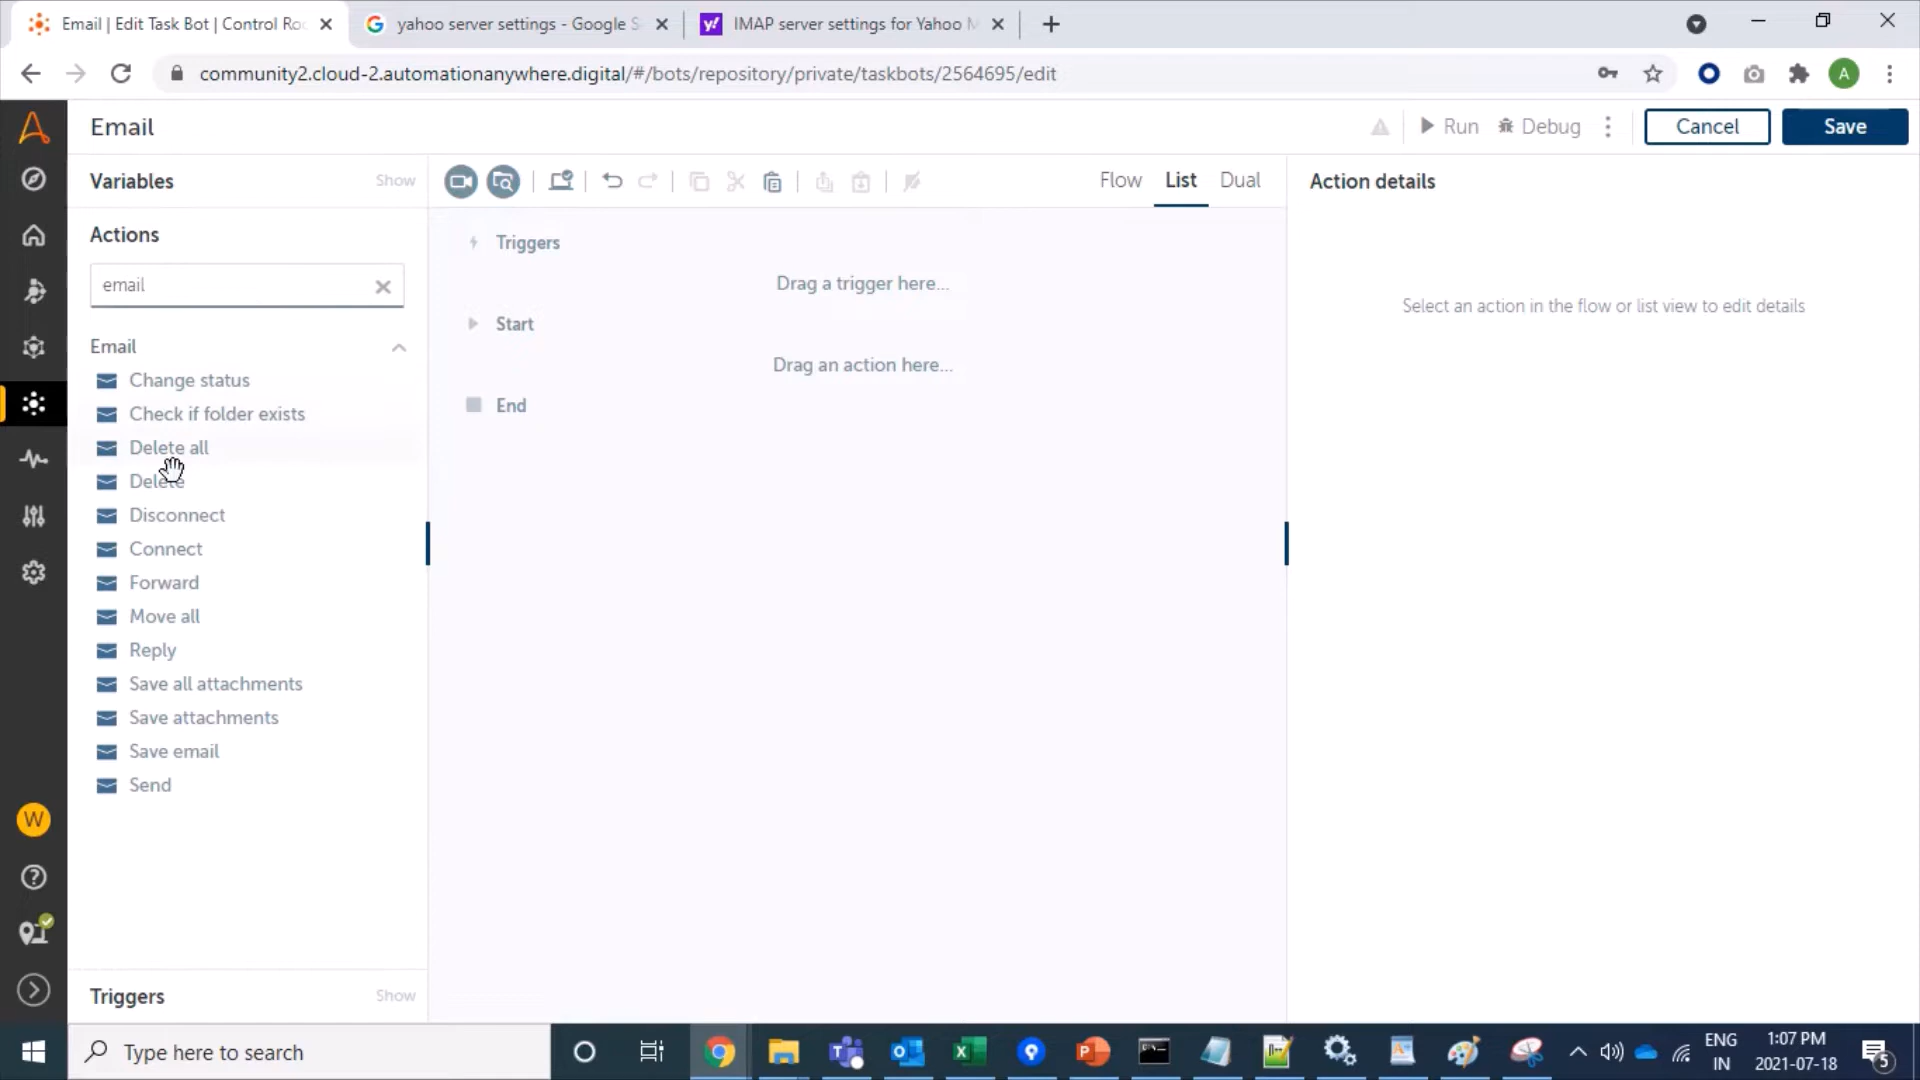 Email | Edit Task Bot | Control Ro
yahoo server settings - Google S
IMAP server settings for Yahoo M
community2.cloud-2.automationanywhere.digital/#/bots/repository/private/taskbots/2564695/edit
A
Email
Run
Debug
Cancel
Save
Variables
Show
Flow
List
Dual
Action details
Actions
email
Triggers
Drag a trigger here...
Start
Drag an action here...
End
Select an action in the flow or list view to edit details
Email
Change status
Check if folder exists
Delete all
Delete
Disconnect
Connect
Forward
Move all
Reply
Save all attachments
Save attachments
Save email
Send
W
Triggers
Show
Type here to search
ENG
IN
1:07 PM
2021-07-18
5